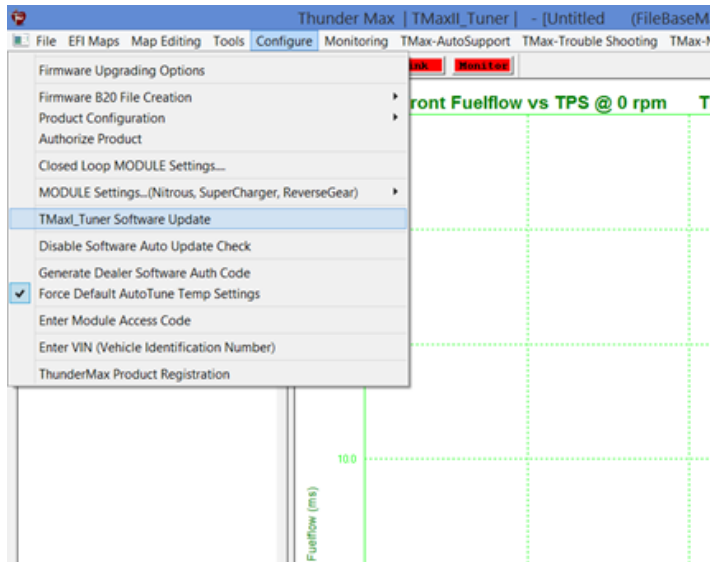 Thunder Max | TMaxII_Tuner | - [Untitled (FileBaseM
File EFI Maps Map Editing Tools Configure Monitoring TMax-AutoSupport TMax-Trouble Shooting TMax-
Monitor
Firmware Upgrading Options
Firmware B20 File Creation
Product Configuration
Authorize Product
Closed Loop MODULE Settings....
MODULE Settings...(Nitrous, SuperCharger, ReverseGear)
TMaxI_Tuner Software Update
Disable Software Auto Update Check
Generate Dealer Software Auth Code
Force Default AutoTune Temp Settings
Enter Module Access Code
Enter VIN (Vehicle Identification Number)
ThunderMax Product Registration
ront Fuelflow vs TPS @ 0 rpm T
10.0
Fuelflow (ms)